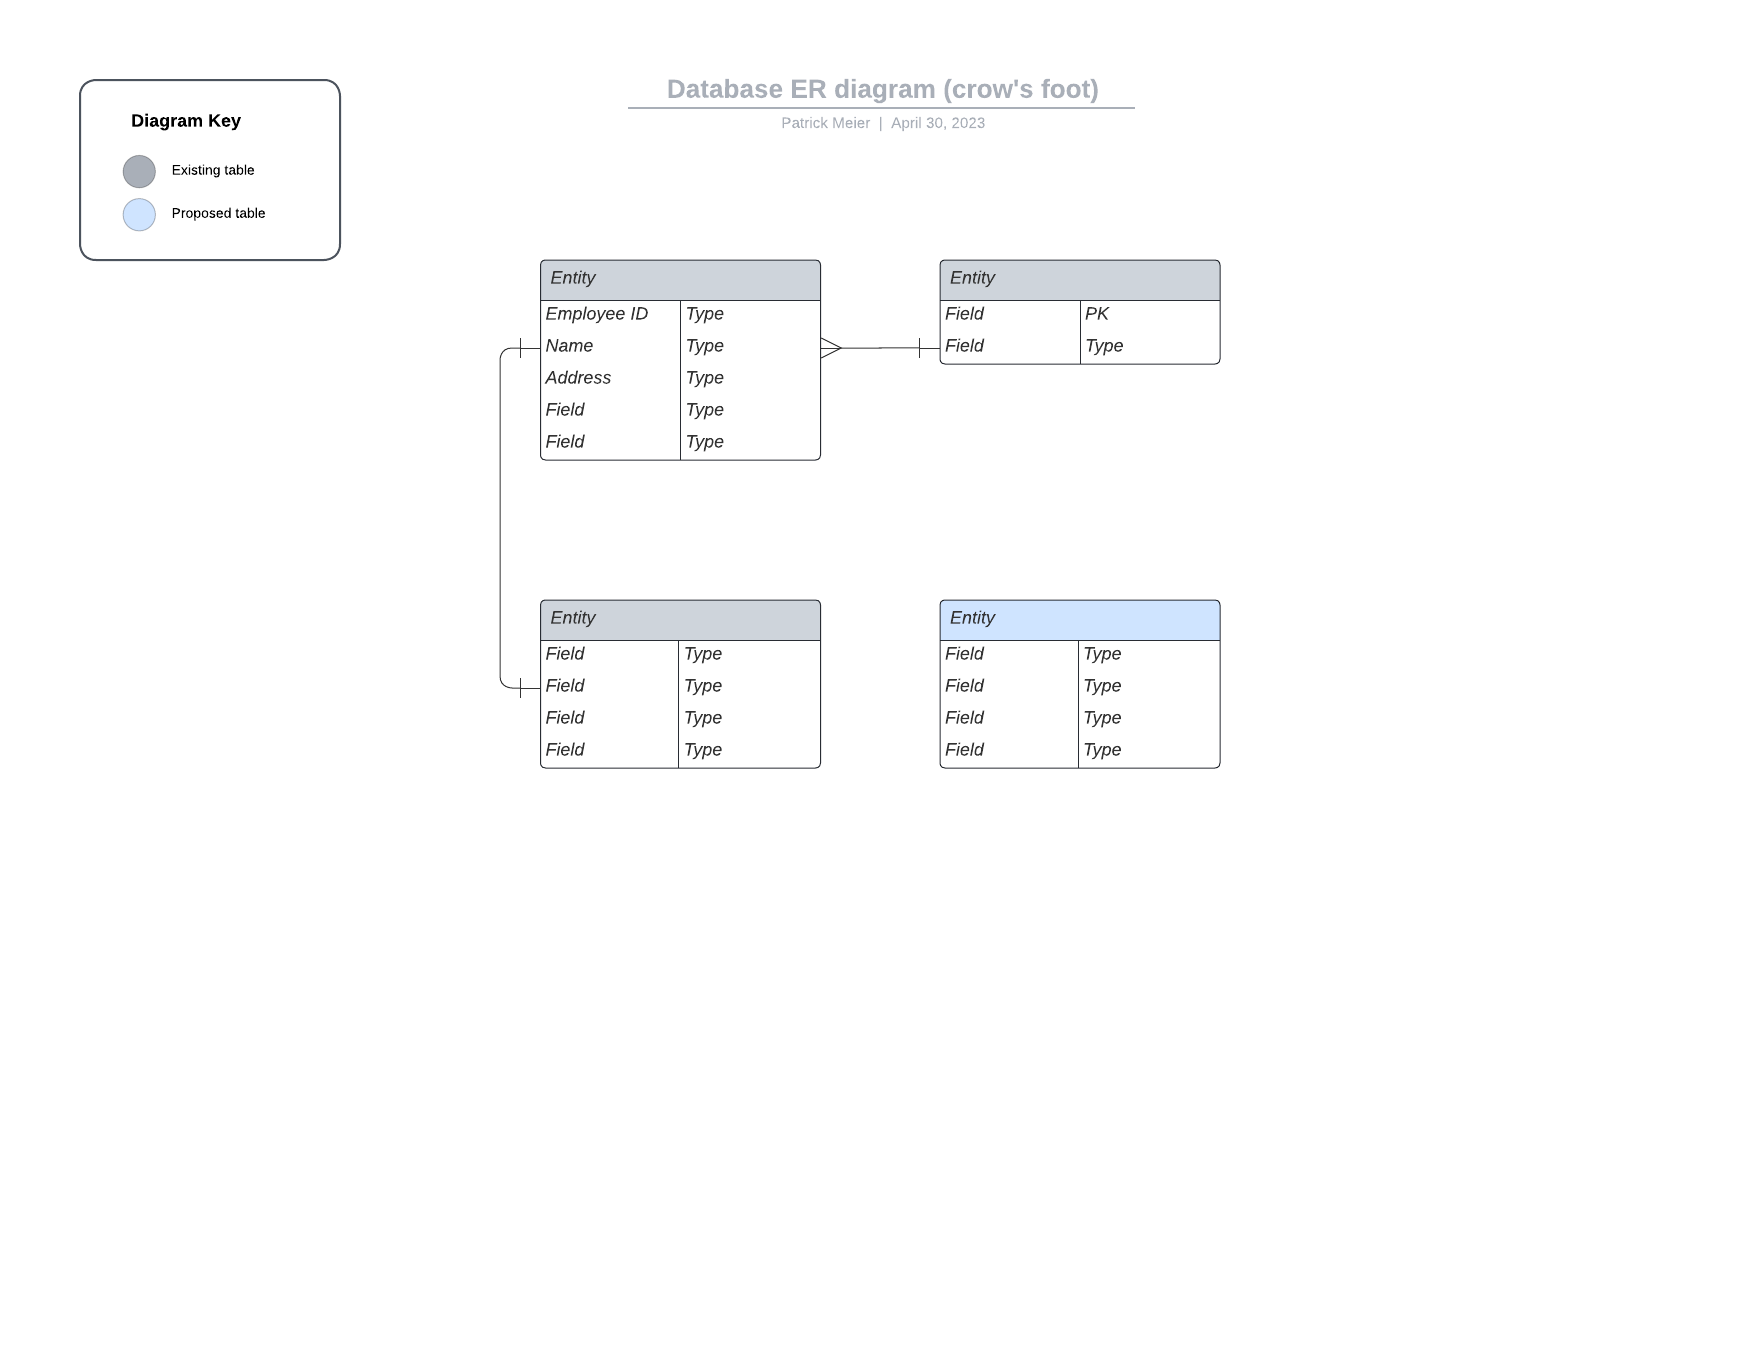 Database ER diagram (crow's foot)
Patrick Meier | April 30, 2023
Diagram Key
Existing table
Proposed table
Entity
Employee ID Type
Name Type
Address Type
Field Type
Field Type
Entity
Field PK
Field Type
Entity
Field Type
Field Type
Field Type
Field Type
Entity
Field Type
Field Type
Field Type
Field Type